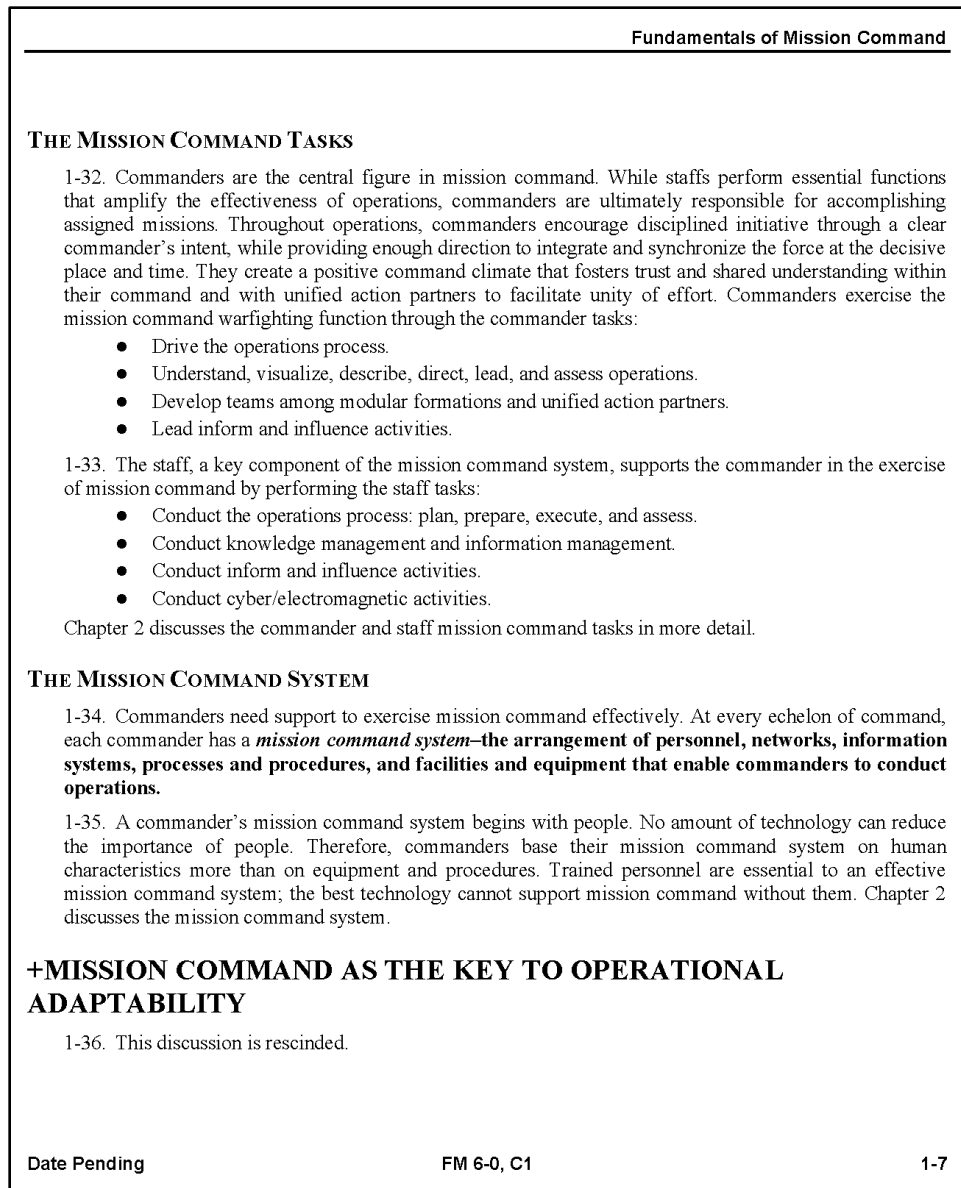 Fundamentals of Mission Command
THE MISSION COMMAND TASKS
1-32. Commanders are the central figure in mission command. While staffs perform essential functions
that amplify the effectiveness of operations, commanders are ultimately responsible for accomplishing
assigned missions. Throughout operations, commanders encourage disciplined initiative through a clear
commander's intent, while providing enough direction to integrate and synchronize the force at the decisive
place and time. They create a positive command climate that fosters trust and shared understanding within
their command and with unified action partners to facilitate unity of effort. Commanders exercise the
mission command warfighting function through the commander tasks:
● Drive the operations process.
● Understand, visualize, describe, direct, lead, and assess operations.
● Develop teams among modular formations and unified action partners.
● Lead inform and influence activities.
1-33. The staff, a key component of the mission command system, supports the commander in the exercise
of mission command by performing the staff tasks:
● Conduct the operations process: plan, prepare, execute, and assess.
● Conduct knowledge management and information management.
● Conduct inform and influence activities.
● Conduct cyber/electromagnetic activities.
Chapter 2 discusses the commander and staff mission command tasks in more detail.
THE MISSION COMMAND SYSTEM
1-34. Commanders need support to exercise mission command effectively. At every echelon of command,
each commander has a mission command system–the arrangement of personnel, networks, information
systems, processes and procedures, and facilities and equipment that enable commanders to conduct
operations.
1-35. A commander's mission command system begins with people. No amount of technology can reduce
the importance of people. Therefore, commanders base their mission command system on human
characteristics more than on equipment and procedures. Trained personnel are essential to an effective
mission command system; the best technology cannot support mission command without them. Chapter 2
discusses the mission command system.
+MISSION COMMAND AS THE KEY TO OPERATIONAL
ADAPTABILITY
1-36. This discussion is rescinded.
Date Pending FM 6-0, C1 1-7